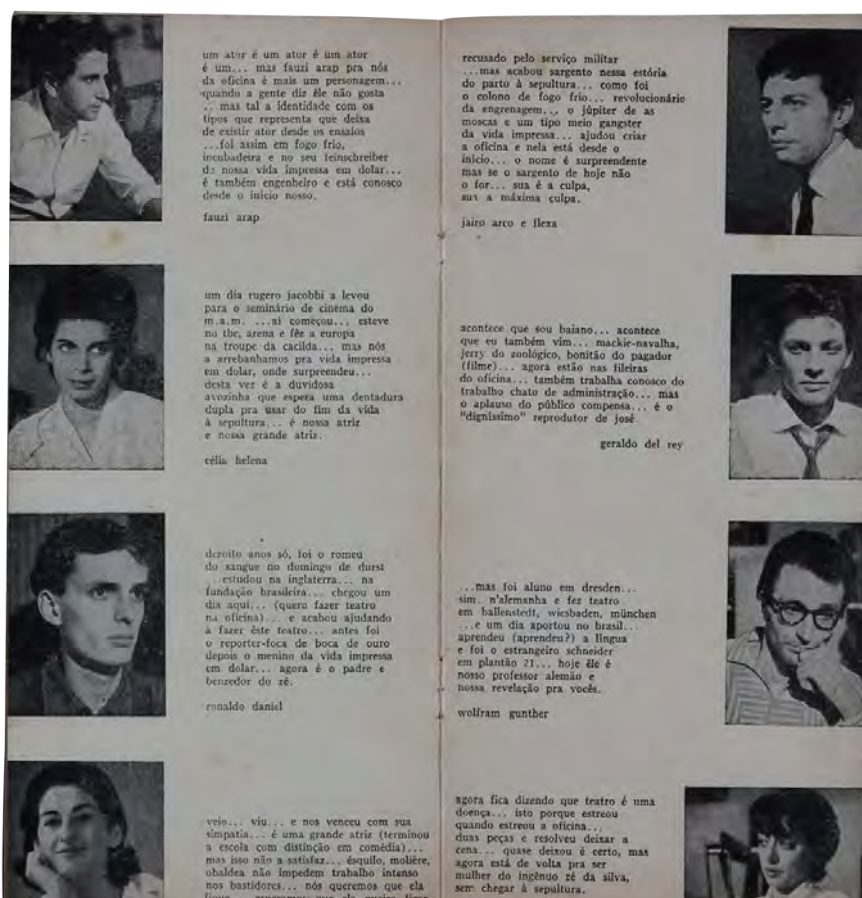 um ator é um ator é um ator
é um... mas fauzi arap pra nós
da oficina é mais um personagem...
quando a gente diz êle não gosta
... mas tal a identidade com os
tipos que representa que deixa
de existir ator desde os ensaios
...foi assim em fogo frio,
incubadeira e no seu feinschreiber
da nossa vida impressa em dolar...
é também engenheiro e está conosco
desde o início nosso.
fauzi arap
um dia rugero jacobbi a levou
para o seminário de cinema do
m.a.m. ...aí começou... esteve
no tbc, arena e fêz a europa
na troupe da cacilda... mas nós
a arrebanhamos pra vida impressa
em dolar, onde surpreendeu...
desta vez é a duvidosa
avozinha que espera uma dentadura
dupla pra usar do fim da vida
à sepultura... é nossa atriz
e nossa grande atriz.
célia helena
dezoito anos só, foi o romeu
do sangue no domingo de durst
...estudou na inglaterra... na
fundação brasileira... chegou um
dia aqui... (quero fazer teatro
na oficina)... e acabou ajudando
a fazer êste teatro... antes foi
o reporter-foca de boca de ouro
depois o menino da vida impressa
em dolar... agora é o padre e
benzedor do zé.
ronaldo daniel
veio... viu... e nos venceu com sua
simpatia... é uma grande atriz (terminou
a escola com distinção em comédia)...
mas isso não a satisfaz... ésquilo, molière,
obaldea não impedem trabalho intenso
nos bastidores... nós queremos que ela
recusado pelo serviço militar
...mas acabou sargento nessa estória
do parto à sepultura... como foi
o colono de fogo frio... revolucionário
da engrenagem... o júpiter de as
moscas e um tipo meio gangster
da vida impressa... ajudou criar
a oficina e nela está desde o
início... o nome é surpreendente
mas se o sargento de hoje não
o for... sua é a culpa,
sua a máxima culpa.
jairo arco e flexa
acontece que sou baiano... acontece
que eu também vim... mackie-navalha,
jerry do zoológico, bonitão do pagador
(filme)... agora estão nas fileiras
do oficina... também trabalha conosco do
trabalho chato de administração... mas
o aplauso do público compensa... é o
"digníssimo" reprodutor de josé
geraldo del rey
...mas foi aluno em dresden...
sim. n'alemanha e fez teatro
em ballenstedt, wiesbaden, münchen
...e um dia aportou no brasil...
aprendeu (aprendeu?) a língua
e foi o estrangeiro schneider
em plantão 21... hoje êle é
nosso professor alemão e
nossa revelação pra vocês.
wolfram gunther
agora fica dizendo que teatro é uma
doença... isto porque estreou
quando estreou a oficina...
duas peças e resolveu deixar a
cena... quase deixou é certo, mas
agora está de volta pra ser
mulher do ingênuo zé da silva,
sem chegar à sepultura.